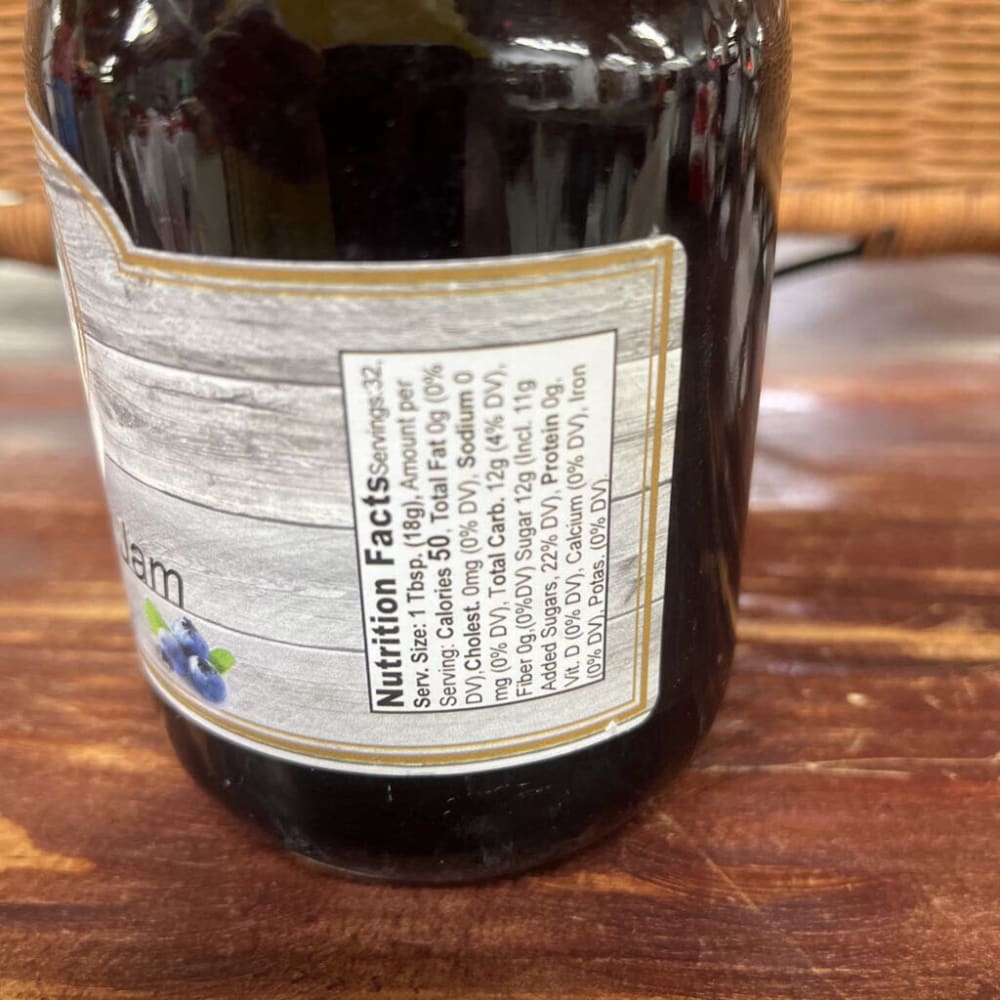 Jam
Nutrition FactsServings:32,
Serv. Size: 1 Tbsp. (18g), Amount per
Serving: Calories 50, Total Fat 0g (0%
DV),Cholest. 0mg (0% DV), Sodium 0
mg (0% DV), Total Carb. 12g (4% DV),
Fiber 0g,(0%DV) Sugar 12g (Incl. 11g
Added Sugars, 22% DV), Protein 0g,
Vit. D (0% DV), Calcium (0% DV), Iron
(0% DV), Potas. (0% DV).